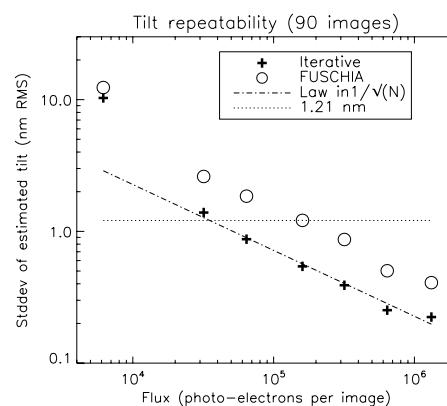 Tilt repeatability (90 images)
Iterative
FUSCHIA
Law in1/√(N)
1.21 nm
Stddev of estimated tilt (nm RMS)
10.0
1.0
0.1
10⁴
10⁵
10⁶
Flux (photo-electrons per image)